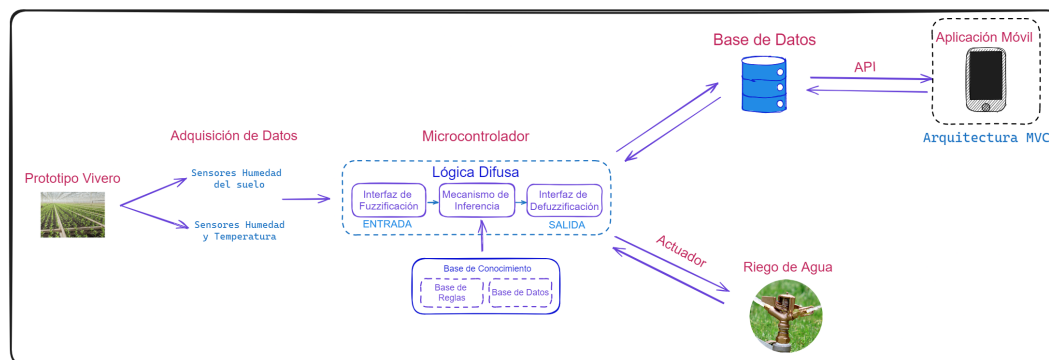 Prototipo Vivero
Adquisición de Datos
Sensores Humedad
del suelo
Sensores Humedad
y Temperatura
Microcontrolador
Lógica Difusa
Interfaz de
Fuzzificación
Mecanismo de
Inferencia
Interfaz de
Defuzzificación
ENTRADA
SALIDA
Base de Conocimiento
Base de
Reglas
Base de Datos
Base de Datos
API
Aplicación Móvil
Arquitectura MVC
Actuador
Riego de Agua